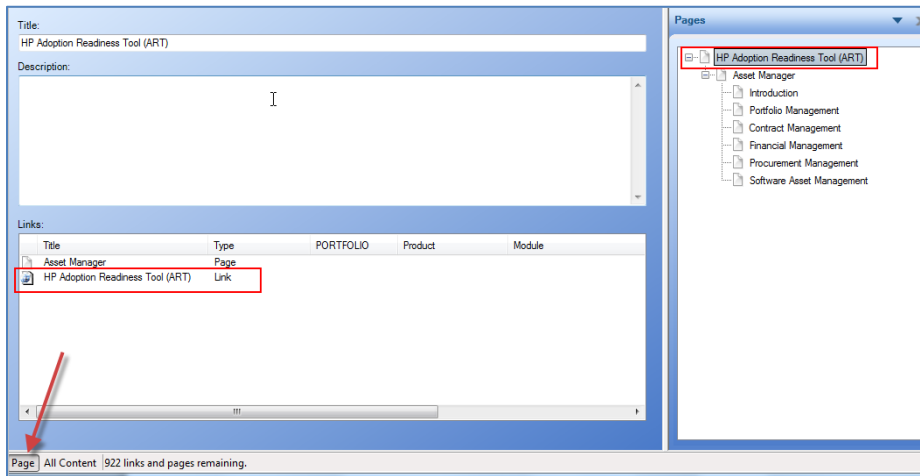 Title:
HP Adoption Readiness Tool (ART)
Description:
Links:
Title Type PORTFOLIO Product Module
Asset Manager Page
HP Adoption Readiness Tool (ART) Link
Page All Content 922 links and pages remaining.
Pages
HP Adoption Readiness Tool (ART)
Asset Manager
Introduction
Portfolio Management
Contract Management
Financial Management
Procurement Management
Software Asset Management